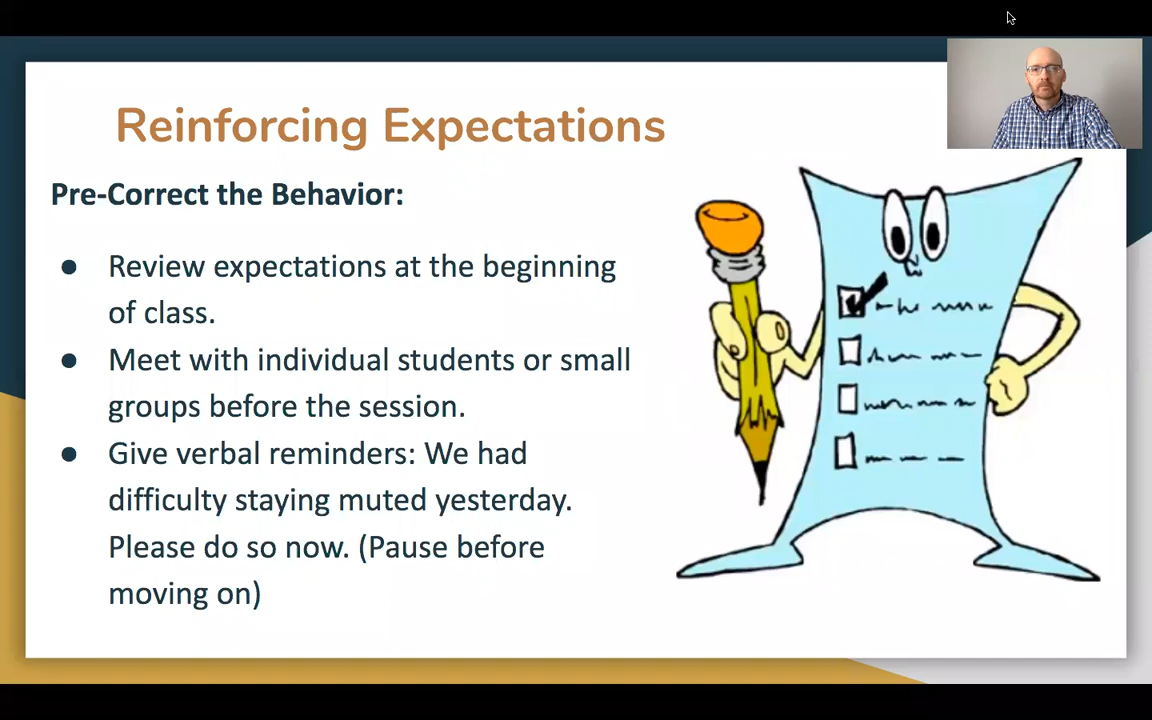 Reinforcing Expectations
Pre-Correct the Behavior:
● Review expectations at the beginning
of class.
● Meet with individual students or small
groups before the session.
● Give verbal reminders: We had
difficulty staying muted yesterday.
Please do so now. (Pause before
moving on)